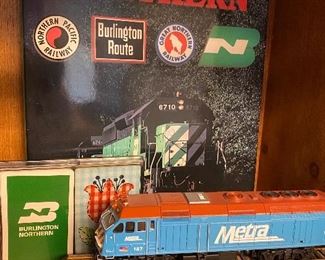 NORTHERN PACIFIC
RAILWAY
Burlington
Route
GREAT NORTHERN
RAILWAY
6710
BURLINGTON
NORTHERN
Metra
187